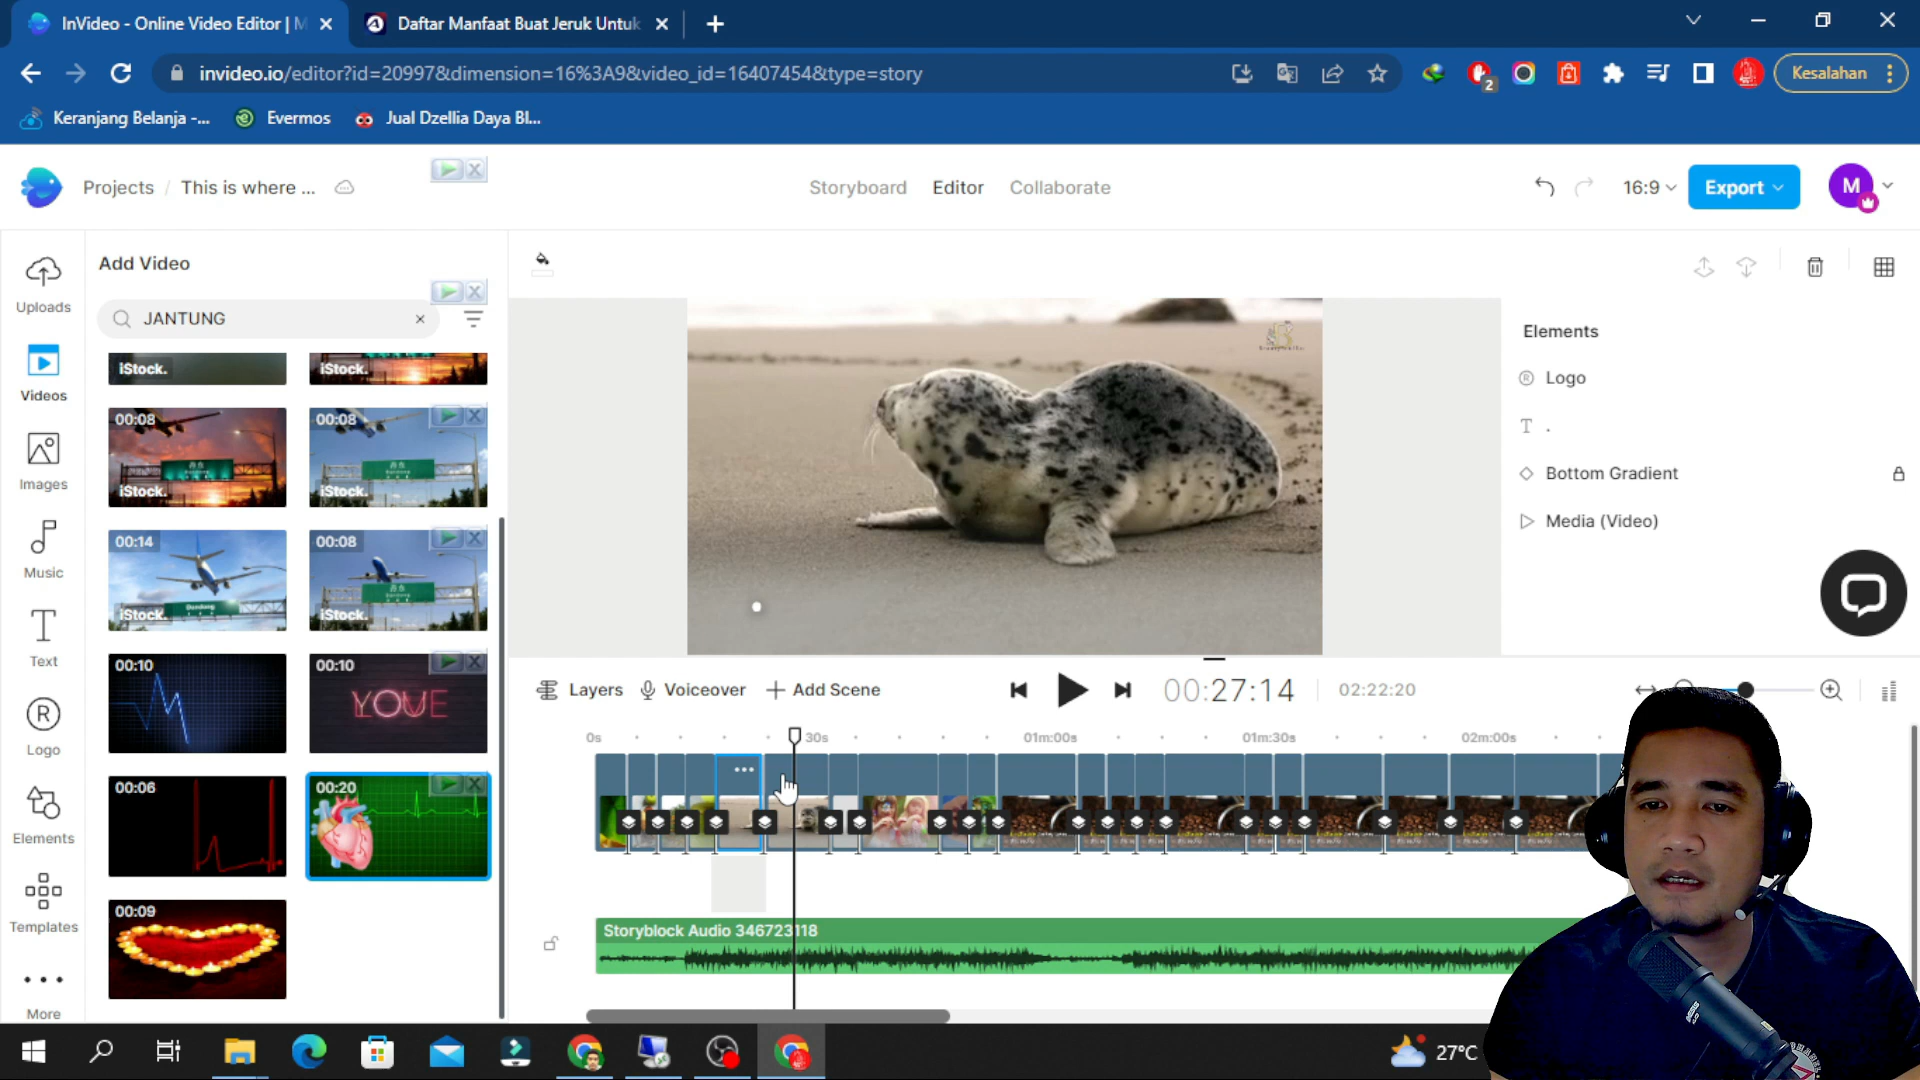 InVideo - Online Video Editor | M
Daftar Manfaat Buat Jeruk Untuk
invideo.io/editor?id=20997&dimension=16%3A9&video_id=16407454&type=story
2
Kesalahan
Keranjang Belanja -...
Evermos
Jual Dzellia Daya Bl...
Projects / This is where ...
Storyboard
Editor
Collaborate
16:9
Export
M
Uploads
Videos
Images
Music
Text
Logo
Elements
Templates
More
Add Video
JANTUNG
iStock.
iStock.
00:08
iStock.
00:08
iStock.
00:14
Dandong
iStock.
00:08
iStock.
00:10
00:10
00:06
00:20
00:09
Elements
Logo
T .
Bottom Gradient
Media (Video)
Layers
Voiceover
Add Scene
00:27:14
02:22:20
0s
30s
01m:00s
01m:30s
02m:00s
Storyblock Audio 346723118
27°C